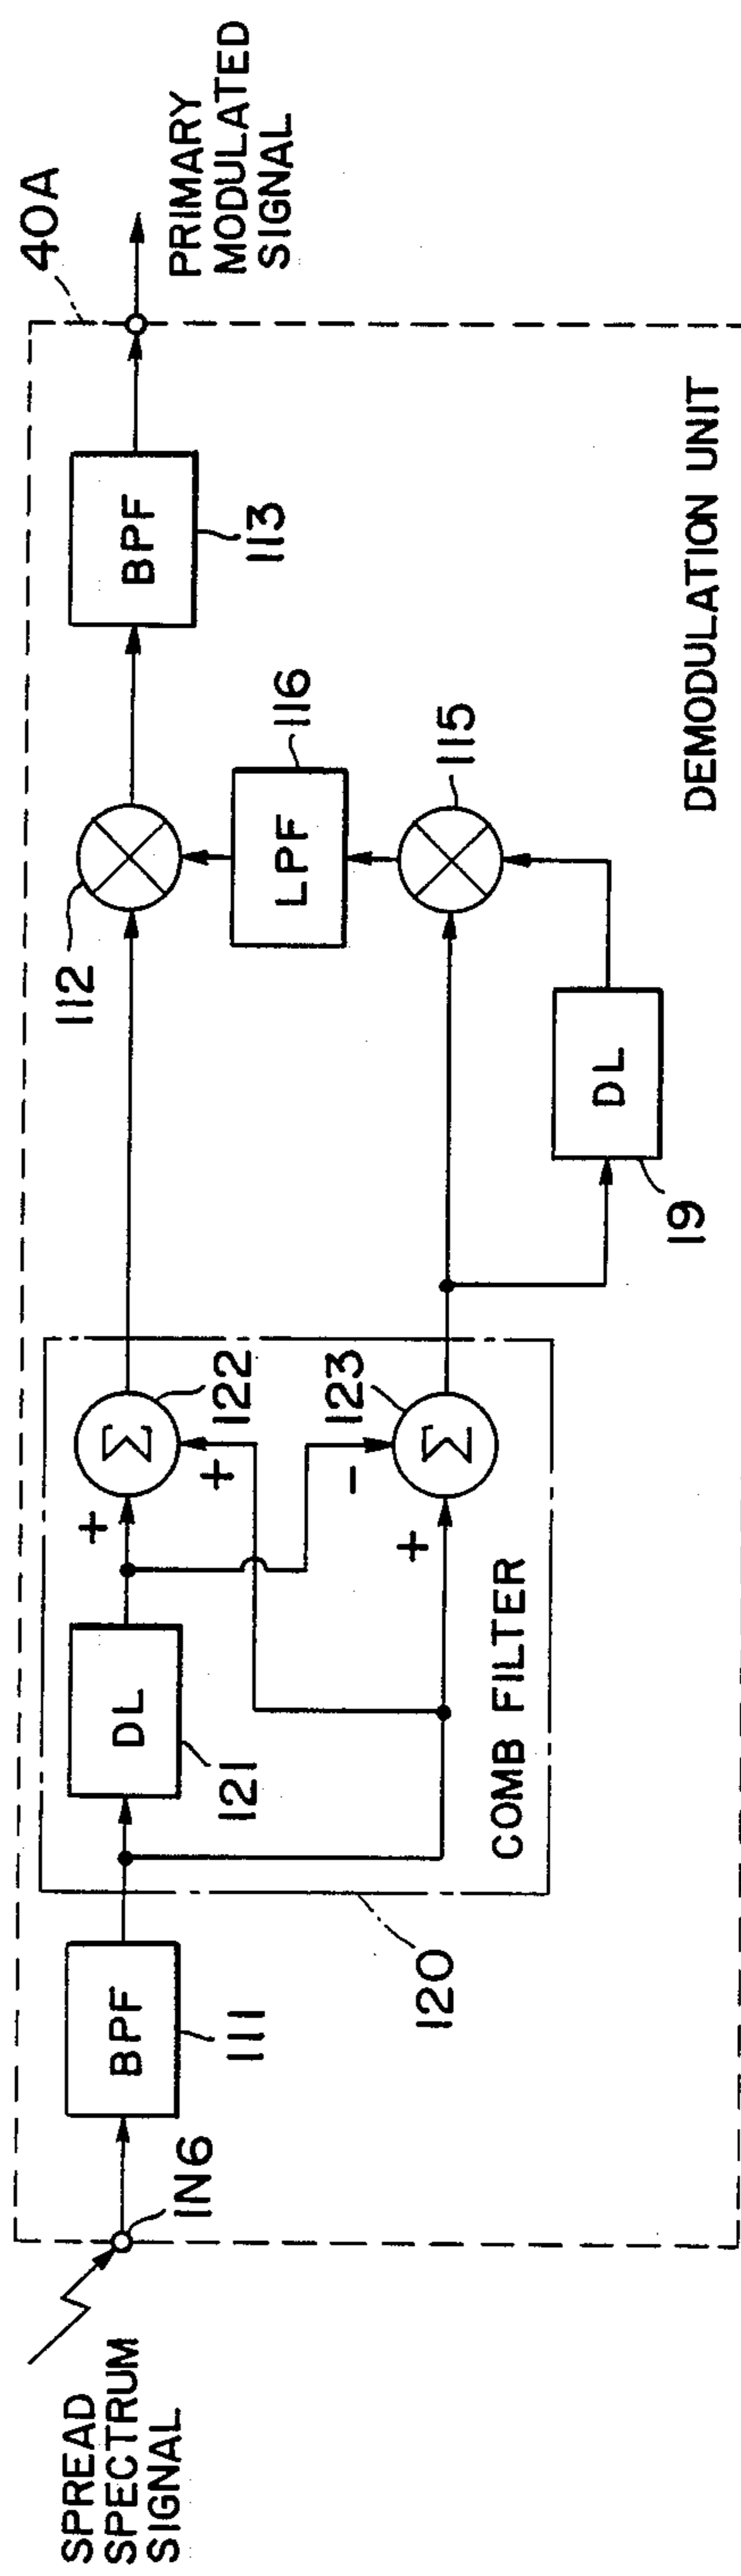 SPREAD
SPECTRUM
SIGNAL
IN6
BPF
111
120
COMB FILTER
DL
121
+
+
Σ
122
-
+
Σ
123
DL
19
112
LPF
116
115
BPF
113
DEMODULATION UNIT
40A
PRIMARY
MODULATED
SIGNAL